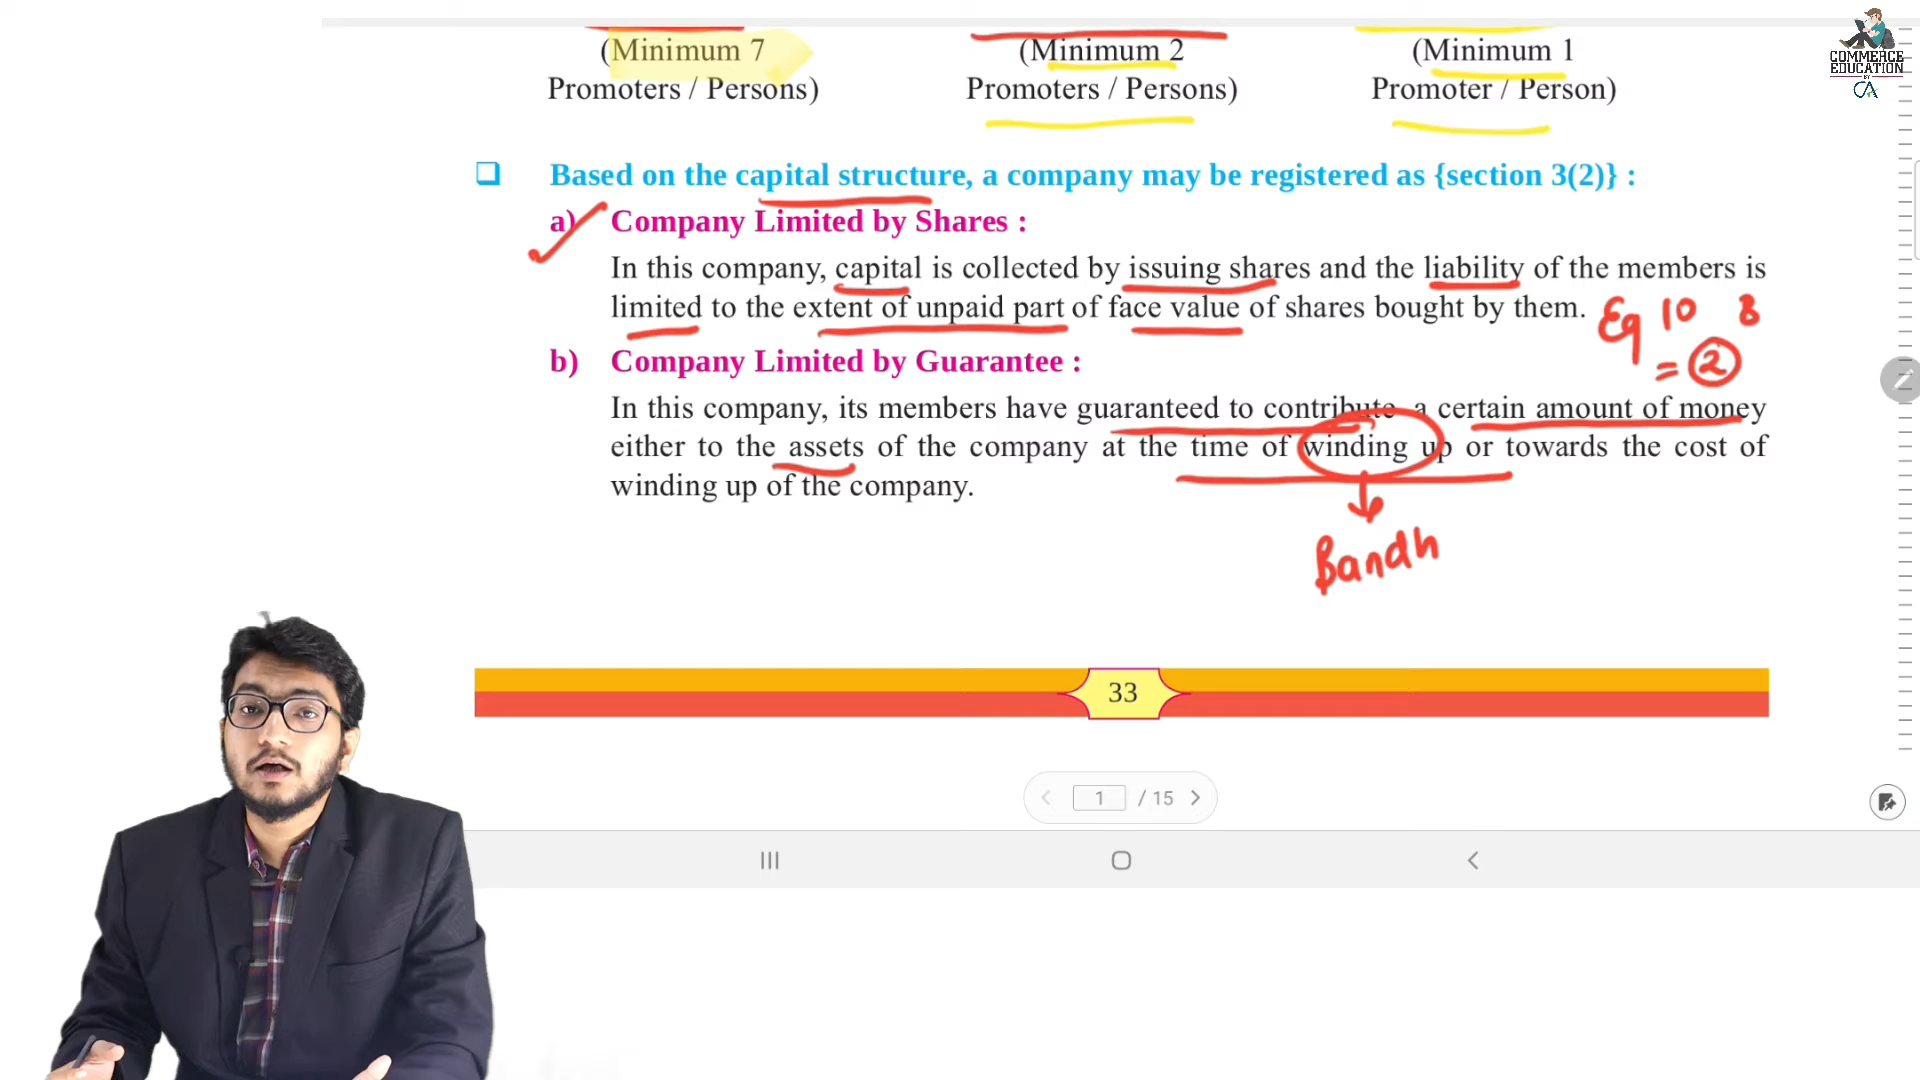 (Minimum 7
Promoters / Persons)
(Minimum 2
Promoters / Persons)
(Minimum 1
Promoter / Person)
COMMERCE
EDUCATION
BY
CA
❑ Based on the capital structure, a company may be registered as {section 3(2)} :
a) Company Limited by Shares :
In this company, capital is collected by issuing shares and the liability of the members is
limited to the extent of unpaid part of face value of shares bought by them.
Eq 10 8
= 2
b) Company Limited by Guarantee :
In this company, its members have guaranteed to contribute a certain amount of money
either to the assets of the company at the time of winding up or towards the cost of
winding up of the company.
Bandh
33
1 / 15